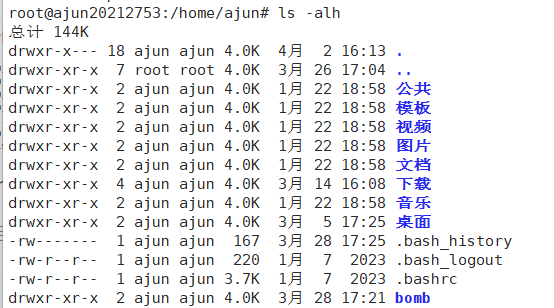 root@ajun20212753:/home/ajun# ls -alh
总计 144K
drwxr-x--- 18 ajun ajun 4.0K  4月  2 16:13 .
drwxr-xr-x  7 root root 4.0K  3月 26 17:04 ..
drwxr-xr-x  2 ajun ajun 4.0K  1月 22 18:58 公共
drwxr-xr-x  2 ajun ajun 4.0K  1月 22 18:58 模板
drwxr-xr-x  2 ajun ajun 4.0K  1月 22 18:58 视频
drwxr-xr-x  2 ajun ajun 4.0K  1月 22 18:58 图片
drwxr-xr-x  2 ajun ajun 4.0K  1月 22 18:58 文档
drwxr-xr-x  4 ajun ajun 4.0K  3月 14 16:08 下载
drwxr-xr-x  2 ajun ajun 4.0K  1月 22 18:58 音乐
drwxr-xr-x  2 ajun ajun 4.0K  3月  5 17:25 桌面
-rw-------  1 ajun ajun  167  3月 28 17:25 .bash_history
-rw-r--r--  1 ajun ajun  220  1月  7  2023 .bash_logout
-rw-r--r--  1 ajun ajun 3.7K  1月  7  2023 .bashrc
drwxr-xr-x  2 ajun ajun 4.0K  3月 28 17:21 bomb